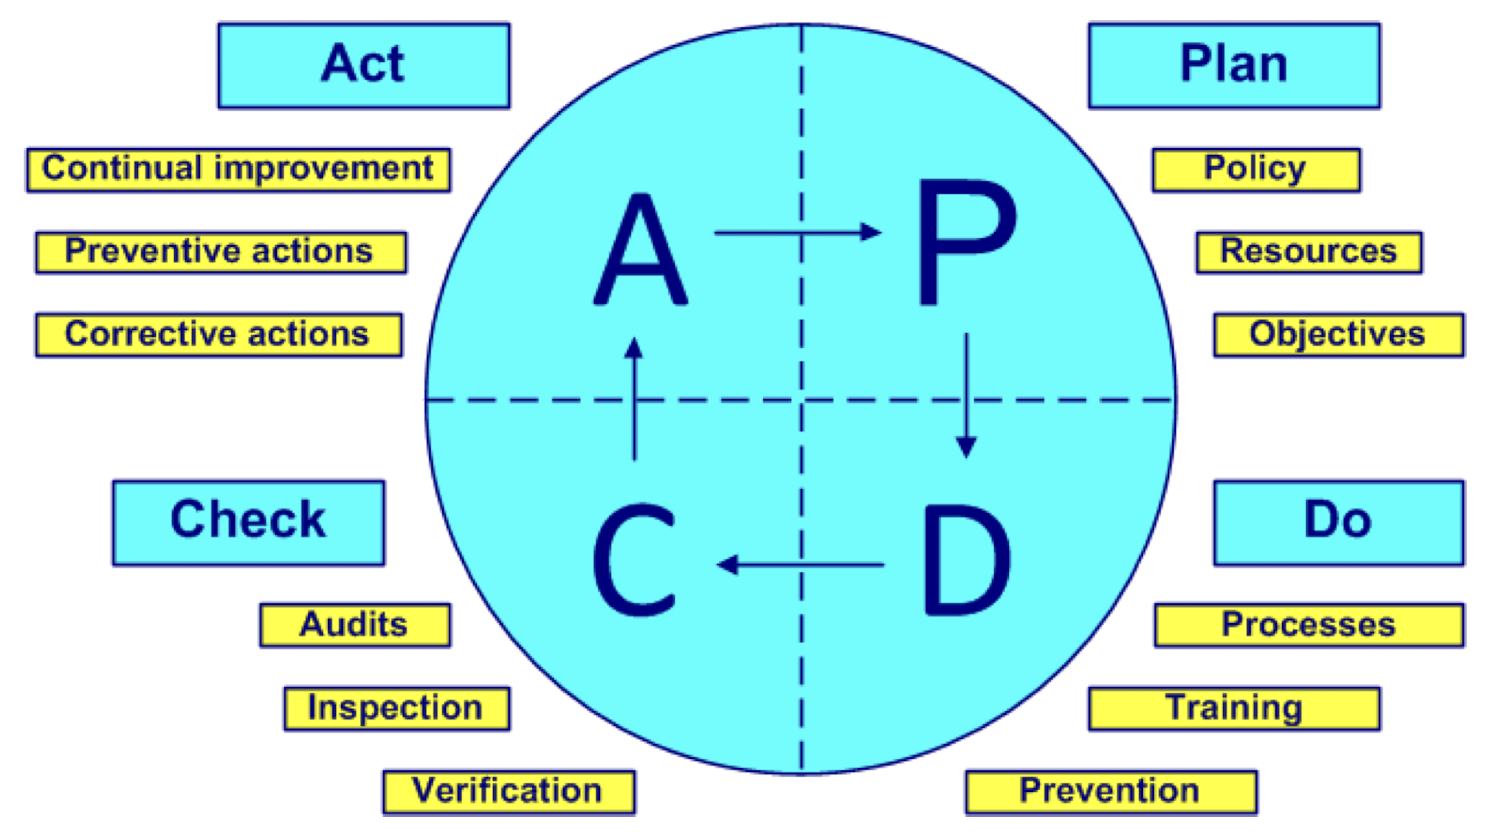 Act
Plan
Continual improvement
Policy
Preventive actions
Resources
Corrective actions
Objectives
A
P
C
D
Check
Do
Audits
Processes
Inspection
Training
Verification
Prevention